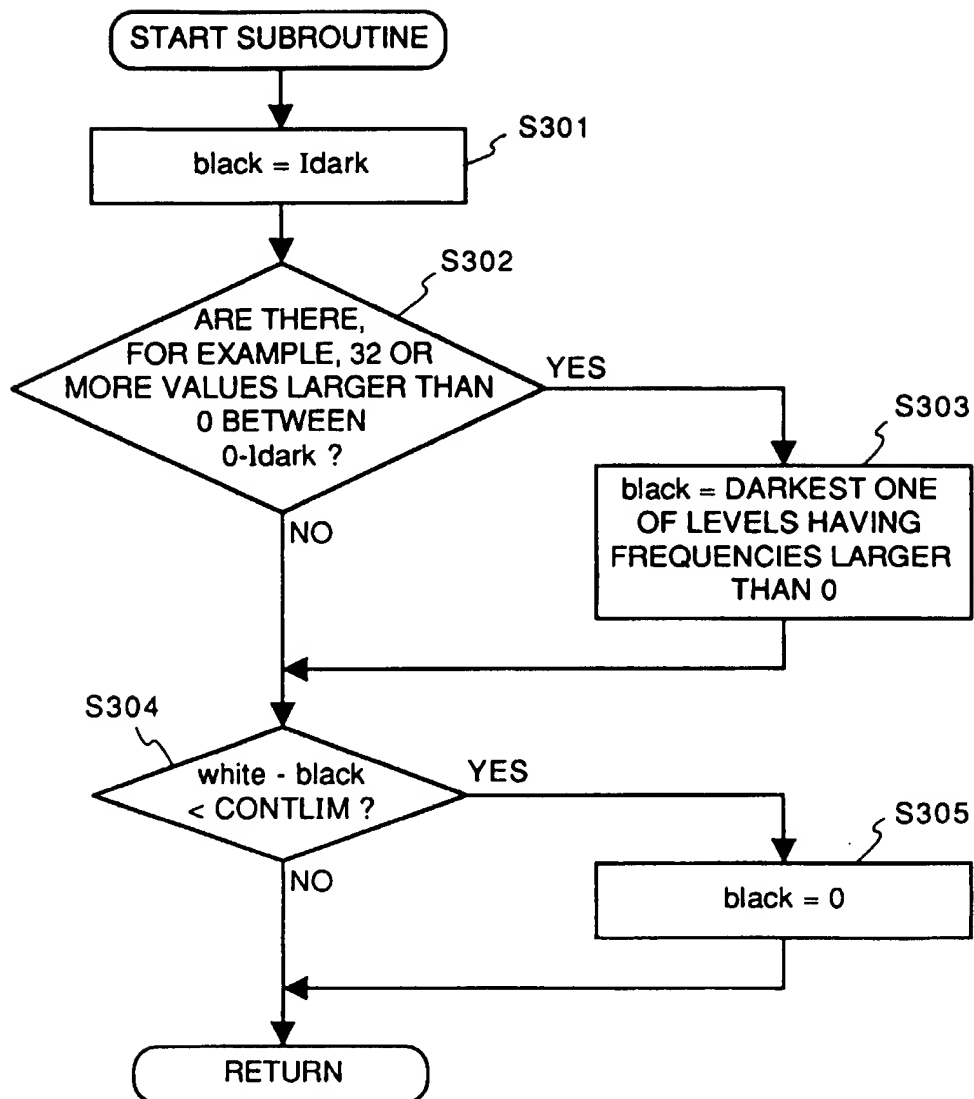 START SUBROUTINE
S301
black = Idark
S302
ARE THERE,
FOR EXAMPLE, 32 OR
MORE VALUES LARGER THAN
0 BETWEEN
0-Idark ?
YES
S303
black = DARKEST ONE
OF LEVELS HAVING
FREQUENCIES LARGER
THAN 0
NO
S304
white - black
< CONTLIM ?
YES
S305
black = 0
NO
RETURN